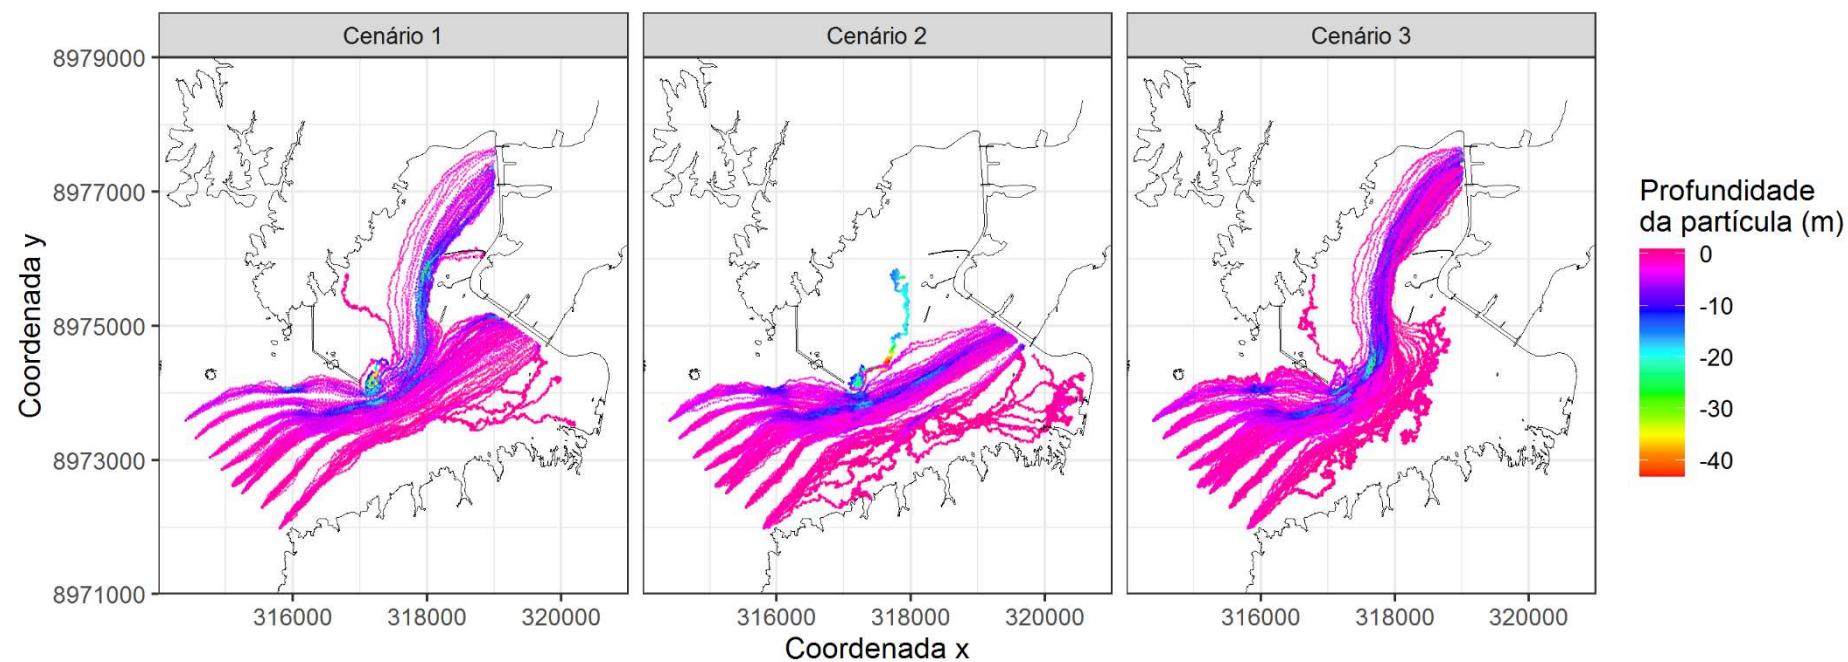 Cenário 1
Cenário 2
Cenário 3
8979000
8977000
8975000
8973000
8971000
Coordenada y
316000
318000
320000
316000
318000
320000
316000
318000
320000
Coordenada x
Profundidade
da partícula (m)
0
-10
-20
-30
-40